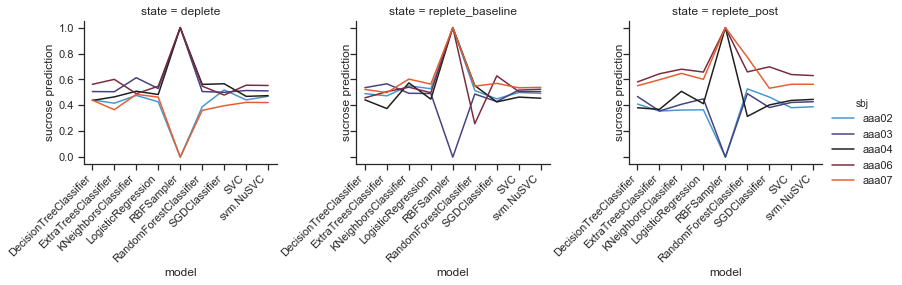 state = deplete
state = replete_baseline
state = replete_post
sucrose prediction
1.0
0.8
0.6
0.4
0.2
0.0
sucrose prediction
sucrose prediction
DecisionTreeClassifier
ExtraTreesClassifier
KNeighborsClassifier
LogisticRegression
RBFSampler
RandomForestClassifier
SGDClassifier
SVC
svm.NuSVC
DecisionTreeClassifier
ExtraTreesClassifier
KNeighborsClassifier
LogisticRegression
RBFSampler
RandomForestClassifier
SGDClassifier
SVC
svm.NuSVC
DecisionTreeClassifier
ExtraTreesClassifier
KNeighborsClassifier
LogisticRegression
RBFSampler
RandomForestClassifier
SGDClassifier
SVC
svm.NuSVC
model
model
model
sbj
aaa02
aaa03
aaa04
aaa06
aaa07